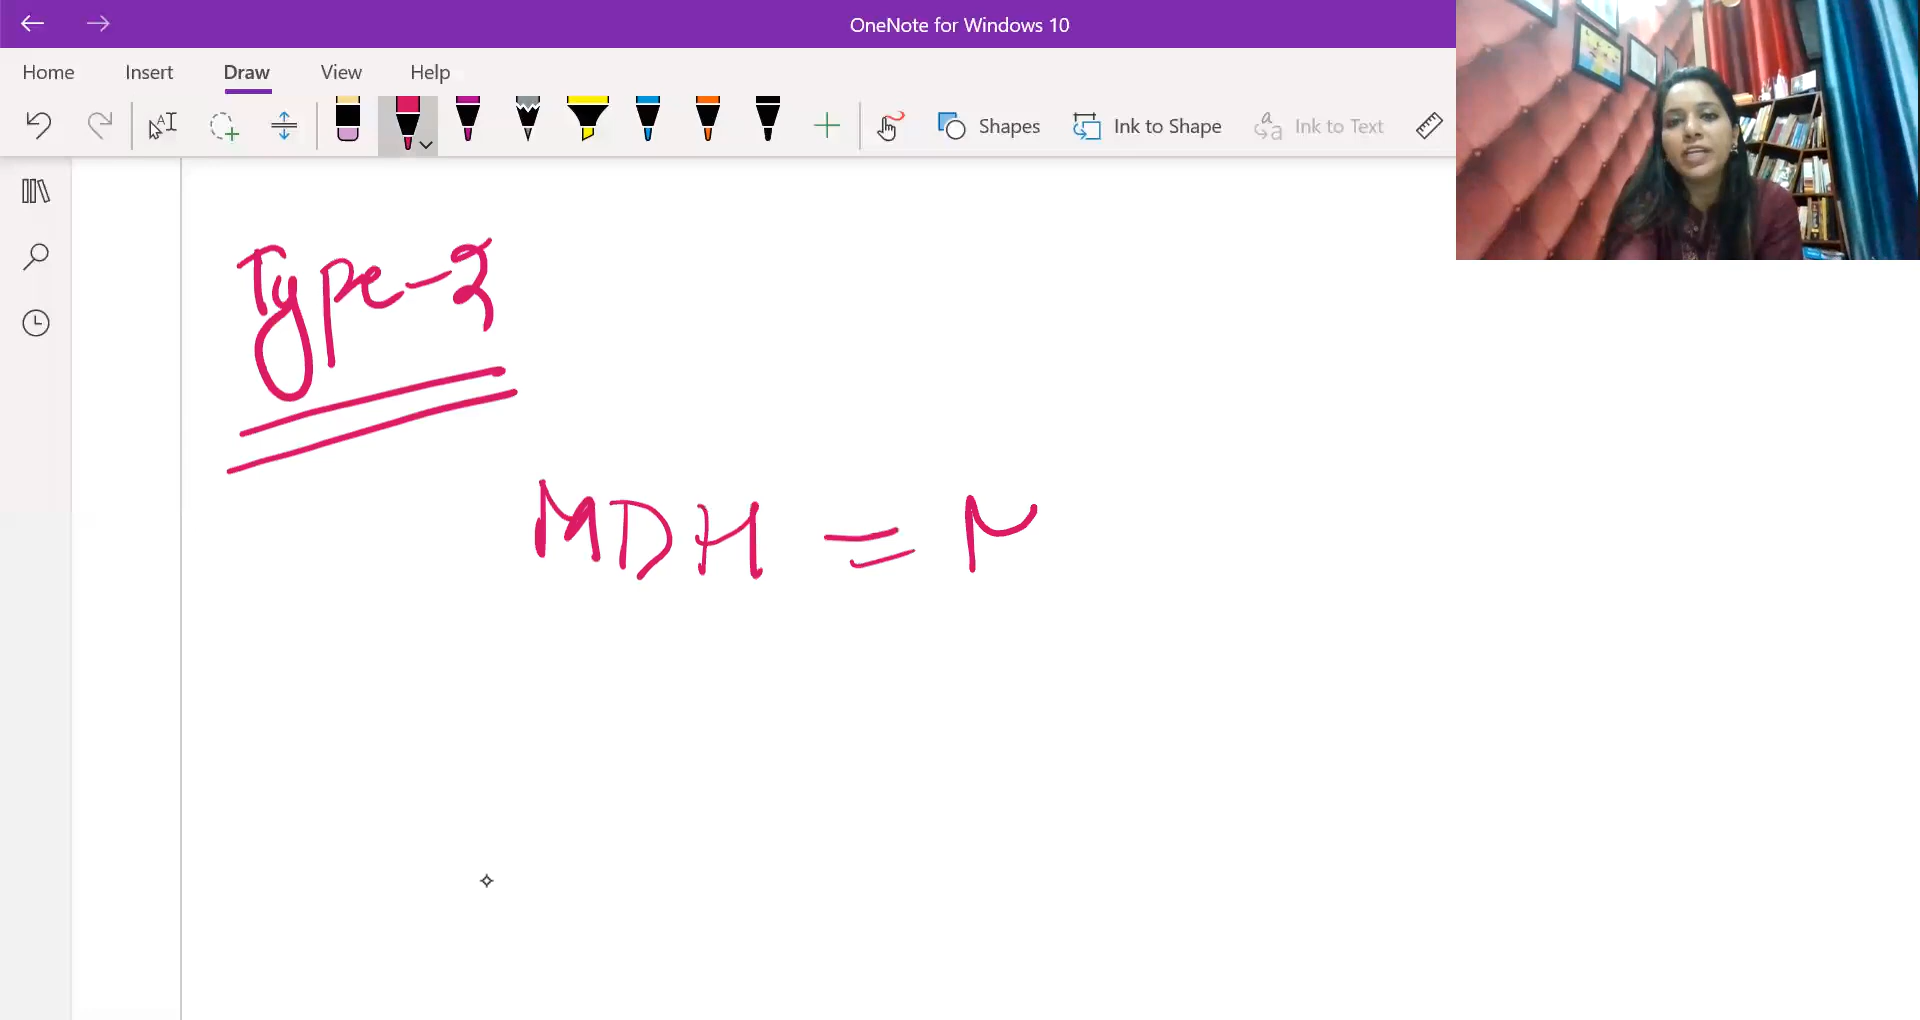 OneNote for Windows 10
Home Insert Draw View Help
Shapes Ink to Shape Ink to Text
Type-2
MDH = M